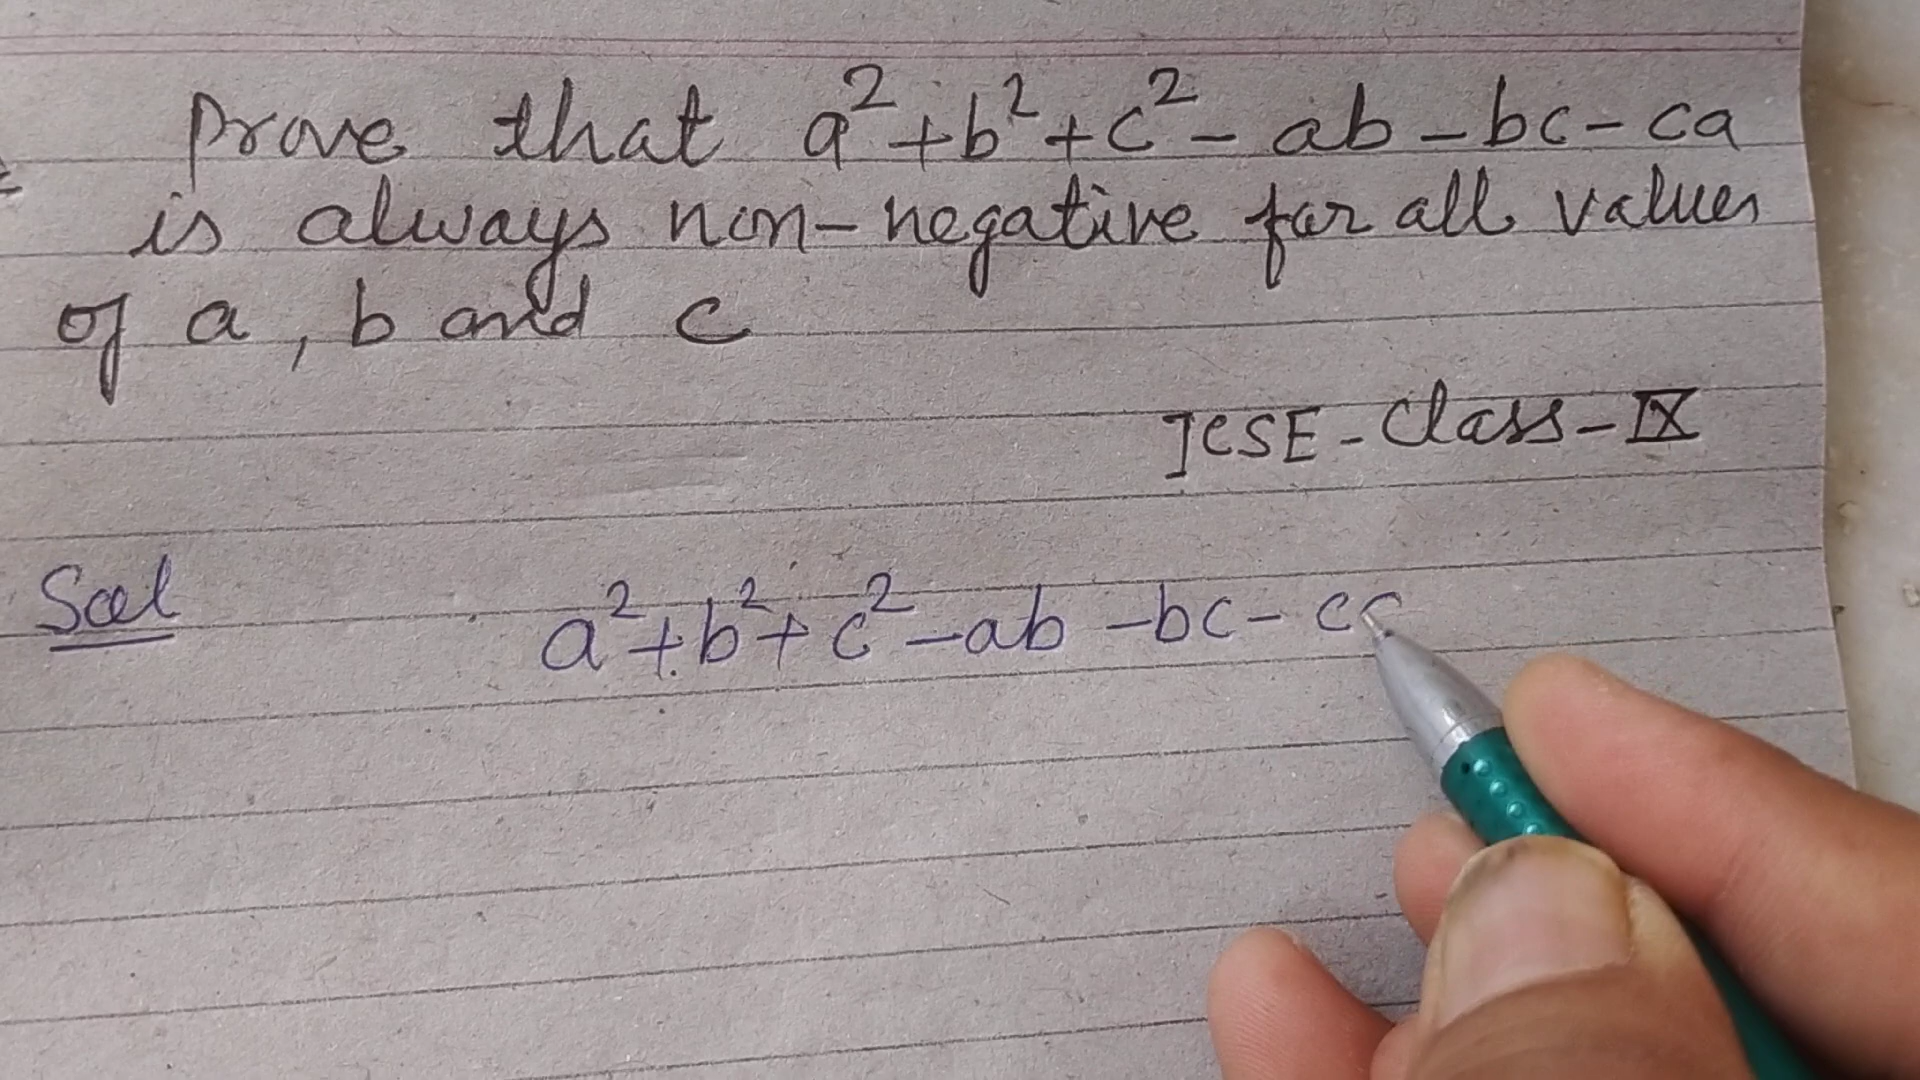 Prove that a²+b²+c²-ab-bc-ca
is always non-negative for all values
of a, b and c
ICSE-Class-IX
Sol
a²+b²+c²-ab-bc-c